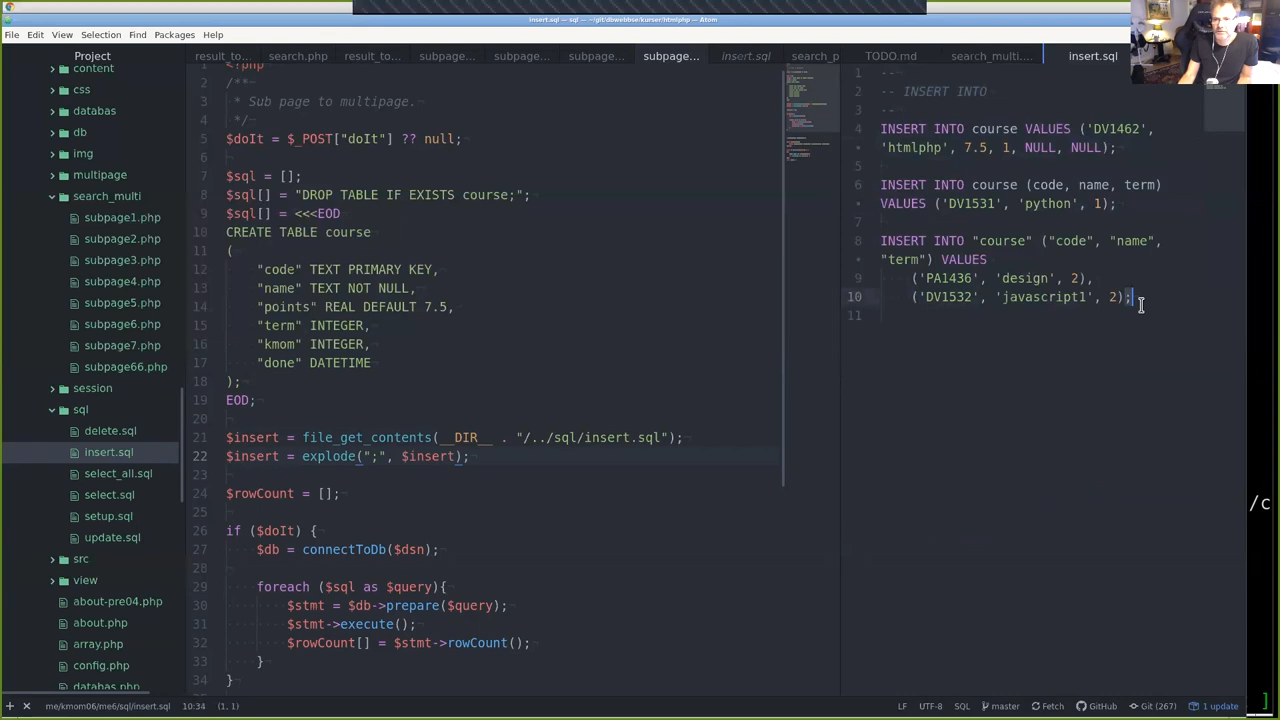 insert.sql — sql — ~/git/dbwebbse/kurser/htmlphp — Atom
File Edit View Selection Find Packages Help
Project
result_to...
search.php
result_to...
subpage...
subpage...
subpage...
subpage...
insert.sql
search_p
TODO.md
search_multi....
insert.sql
content
css
databas
db
img
multipage
search_multi
subpage1.php
subpage2.php
subpage3.php
subpage4.php
subpage5.php
subpage6.php
subpage7.php
subpage66.php
session
sql
delete.sql
insert.sql
select_all.sql
select.sql
setup.sql
update.sql
src
view
about-pre04.php
about.php
array.php
config.php
databas.php
1 <?php
2 /**
3 * Sub page to multipage.
4 */
5 $doIt = $_POST["doIt"] ?? null;
6
7 $sql = [];
8 $sql[] = "DROP TABLE IF EXISTS course;";
9 $sql[] = <<<EOD
10 CREATE TABLE course
11 (
12 "code" TEXT PRIMARY KEY,
13 "name" TEXT NOT NULL,
14 "points" REAL DEFAULT 7.5,
15 "term" INTEGER,
16 "kmom" INTEGER,
17 "done" DATETIME
18 );
19 EOD;
20
21 $insert = file_get_contents(__DIR__ . "/../sql/insert.sql");
22 $insert = explode(";", $insert);
23
24 $rowCount = [];
25
26 if ($doIt) {
27 $db = connectToDb($dsn);
28
29 foreach ($sql as $query){
30 $stmt = $db->prepare($query);
31 $stmt->execute();
32 $rowCount[] = $stmt->rowCount();
33 }
34 }
1 --
2 -- INSERT INTO
3 --
4 INSERT INTO course VALUES ('DV1462',
'htmlphp', 7.5, 1, NULL, NULL);
5
6 INSERT INTO course (code, name, term)
VALUES ('DV1531', 'python', 1);
7
8 INSERT INTO "course" ("code", "name",
"term") VALUES
9 ('PA1436', 'design', 2),
10 ('DV1532', 'javascript1', 2);
11
/c
]
me/kmom06/me6/sql/insert.sql 10:34 (1, 1)
LF UTF-8 SQL master Fetch GitHub Git (267) 1 update